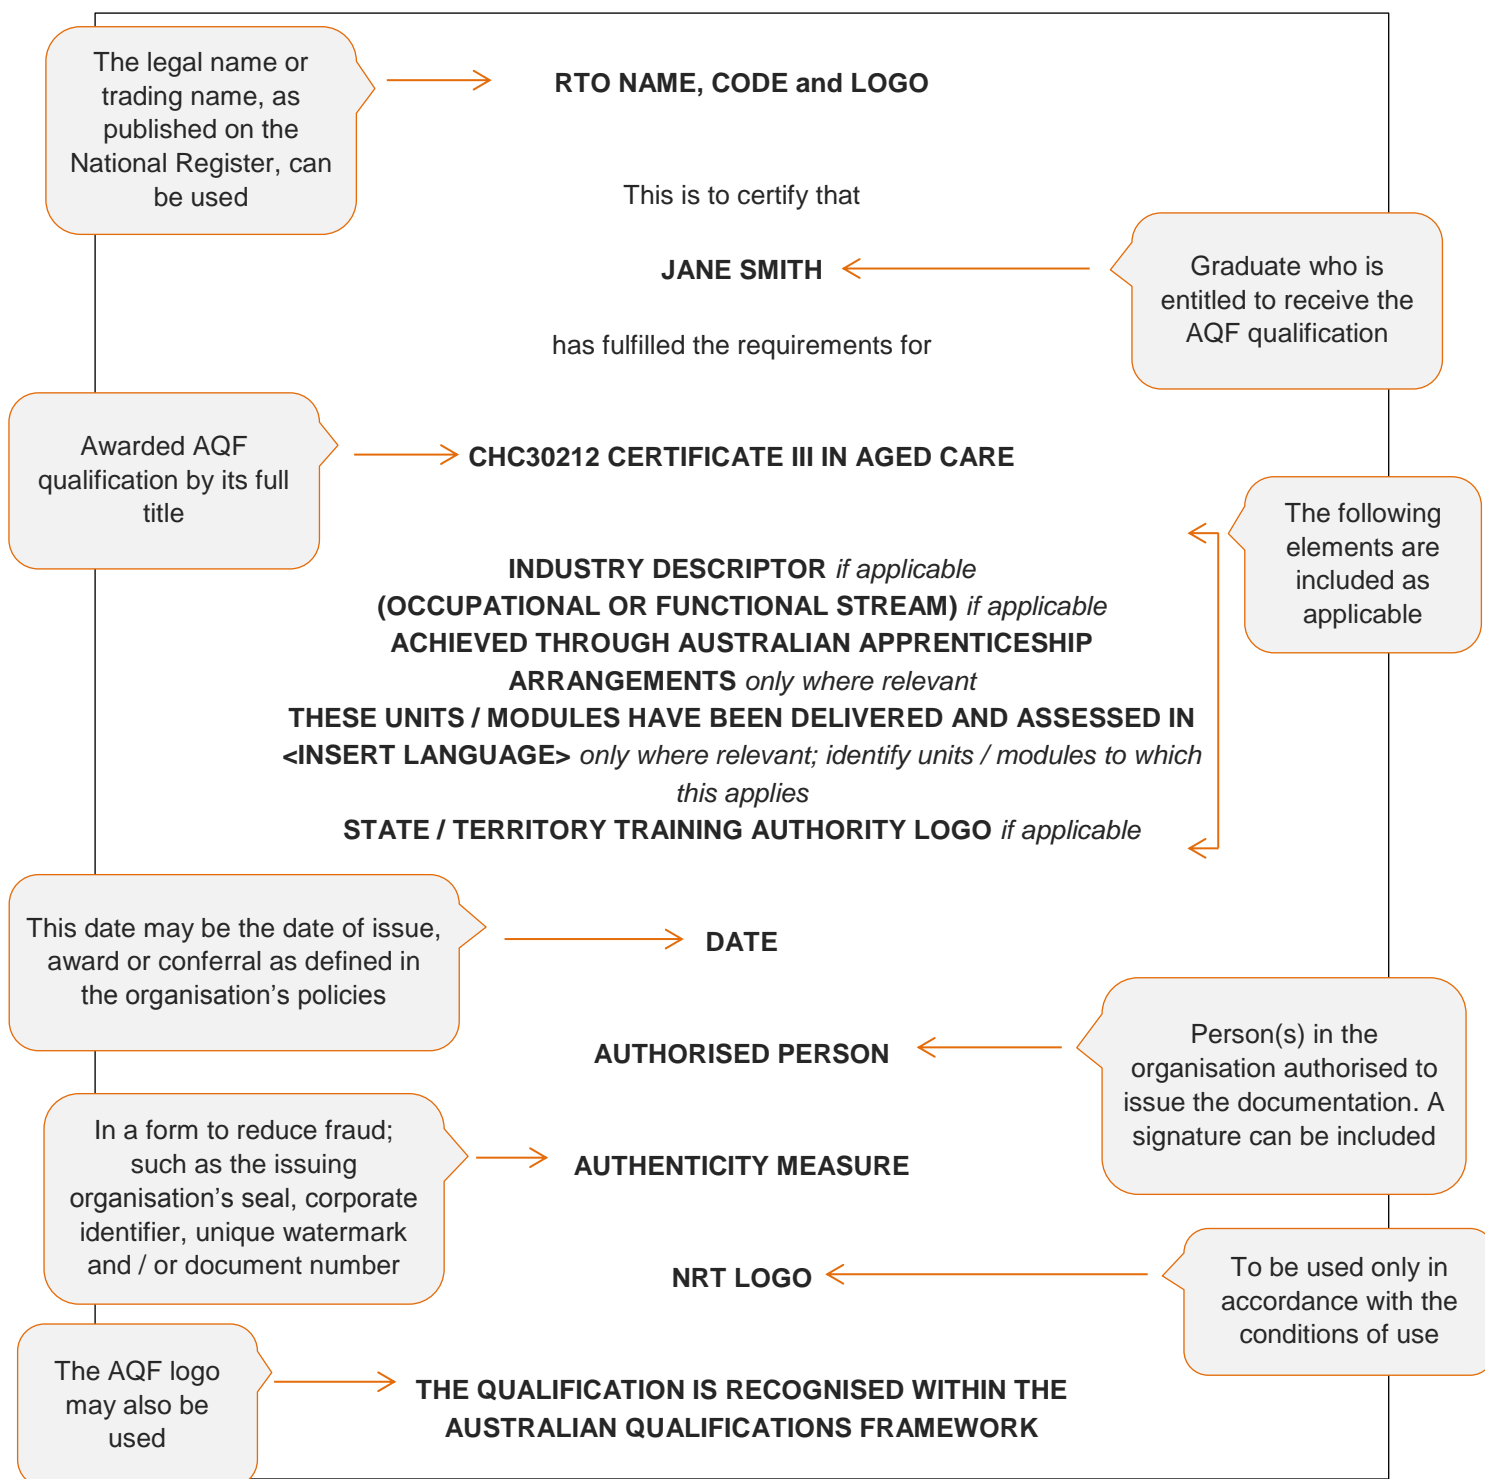 The legal name or
trading name, as
published on the
National Register, can
be used
RTO NAME, CODE and LOGO
This is to certify that
JANE SMITH
Graduate who is
entitled to receive the
AQF qualification
has fulfilled the requirements for
Awarded AQF
qualification by its full
title
CHC30212 CERTIFICATE III IN AGED CARE
The following
elements are
included as
applicable
INDUSTRY DESCRIPTOR if applicable
(OCCUPATIONAL OR FUNCTIONAL STREAM) if applicable
ACHIEVED THROUGH AUSTRALIAN APPRENTICESHIP
ARRANGEMENTS only where relevant
THESE UNITS / MODULES HAVE BEEN DELIVERED AND ASSESSED IN
<INSERT LANGUAGE> only where relevant; identify units / modules to which
this applies
STATE / TERRITORY TRAINING AUTHORITY LOGO if applicable
This date may be the date of issue,
award or conferral as defined in
the organisation’s policies
DATE
AUTHORISED PERSON
Person(s) in the
organisation authorised to
issue the documentation. A
signature can be included
In a form to reduce fraud;
such as the issuing
organisation’s seal, corporate
identifier, unique watermark
and / or document number
AUTHENTICITY MEASURE
NRT LOGO
To be used only in
accordance with the
conditions of use
The AQF logo
may also be
used
THE QUALIFICATION IS RECOGNISED WITHIN THE
AUSTRALIAN QUALIFICATIONS FRAMEWORK